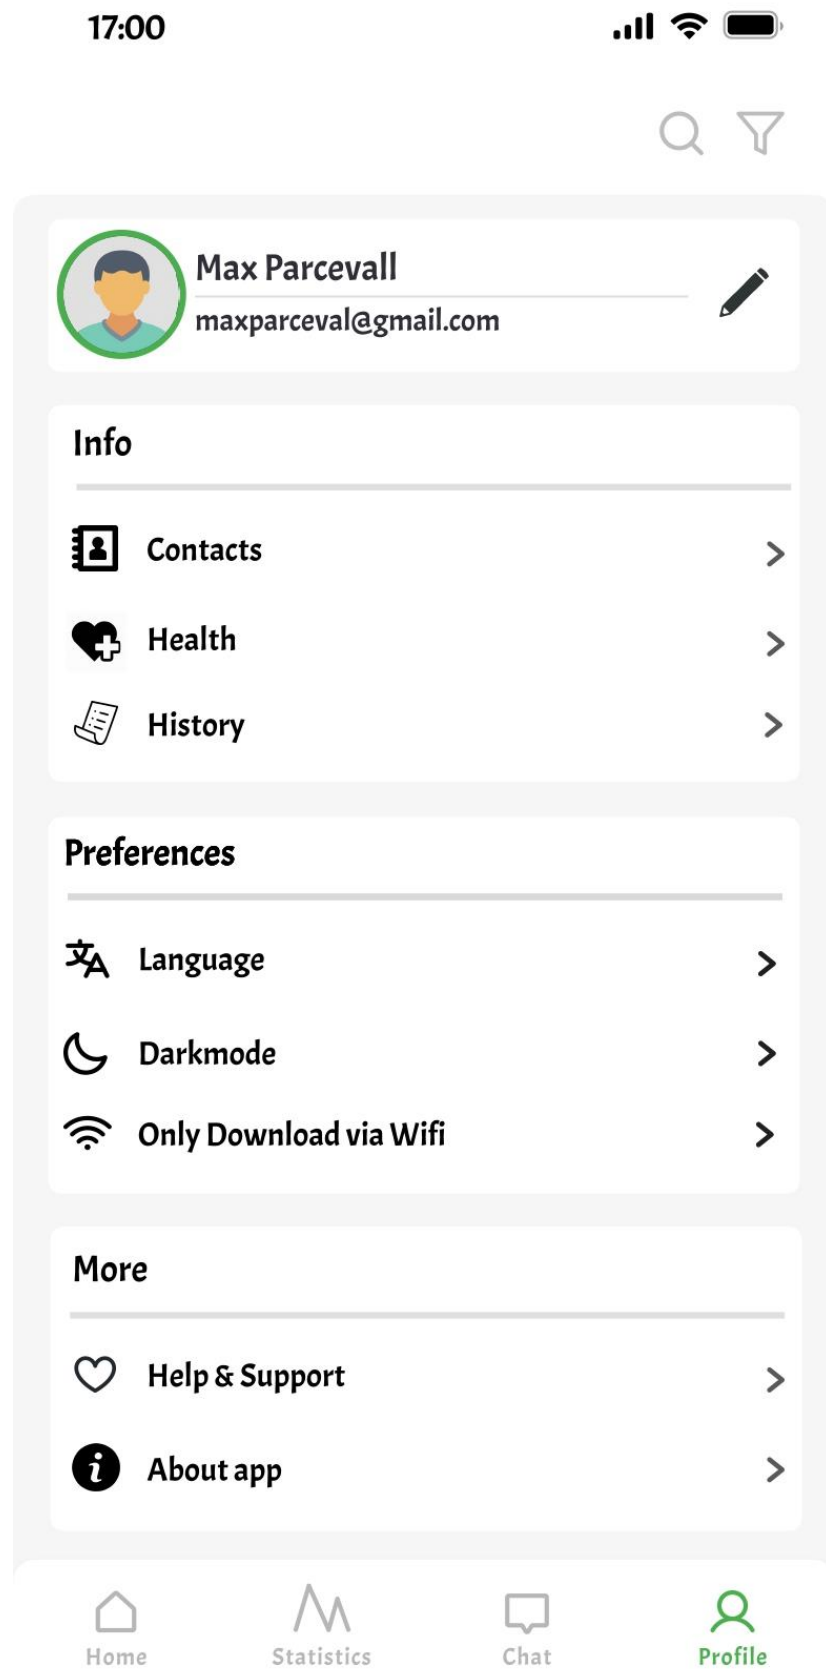 17:00
Max Parcevall
maxparceval@gmail.com
Info
Contacts
Health
History
Preferences
Language
Darkmode
Only Download via Wifi
More
Help & Support
About app
Home Statistics Chat Profile